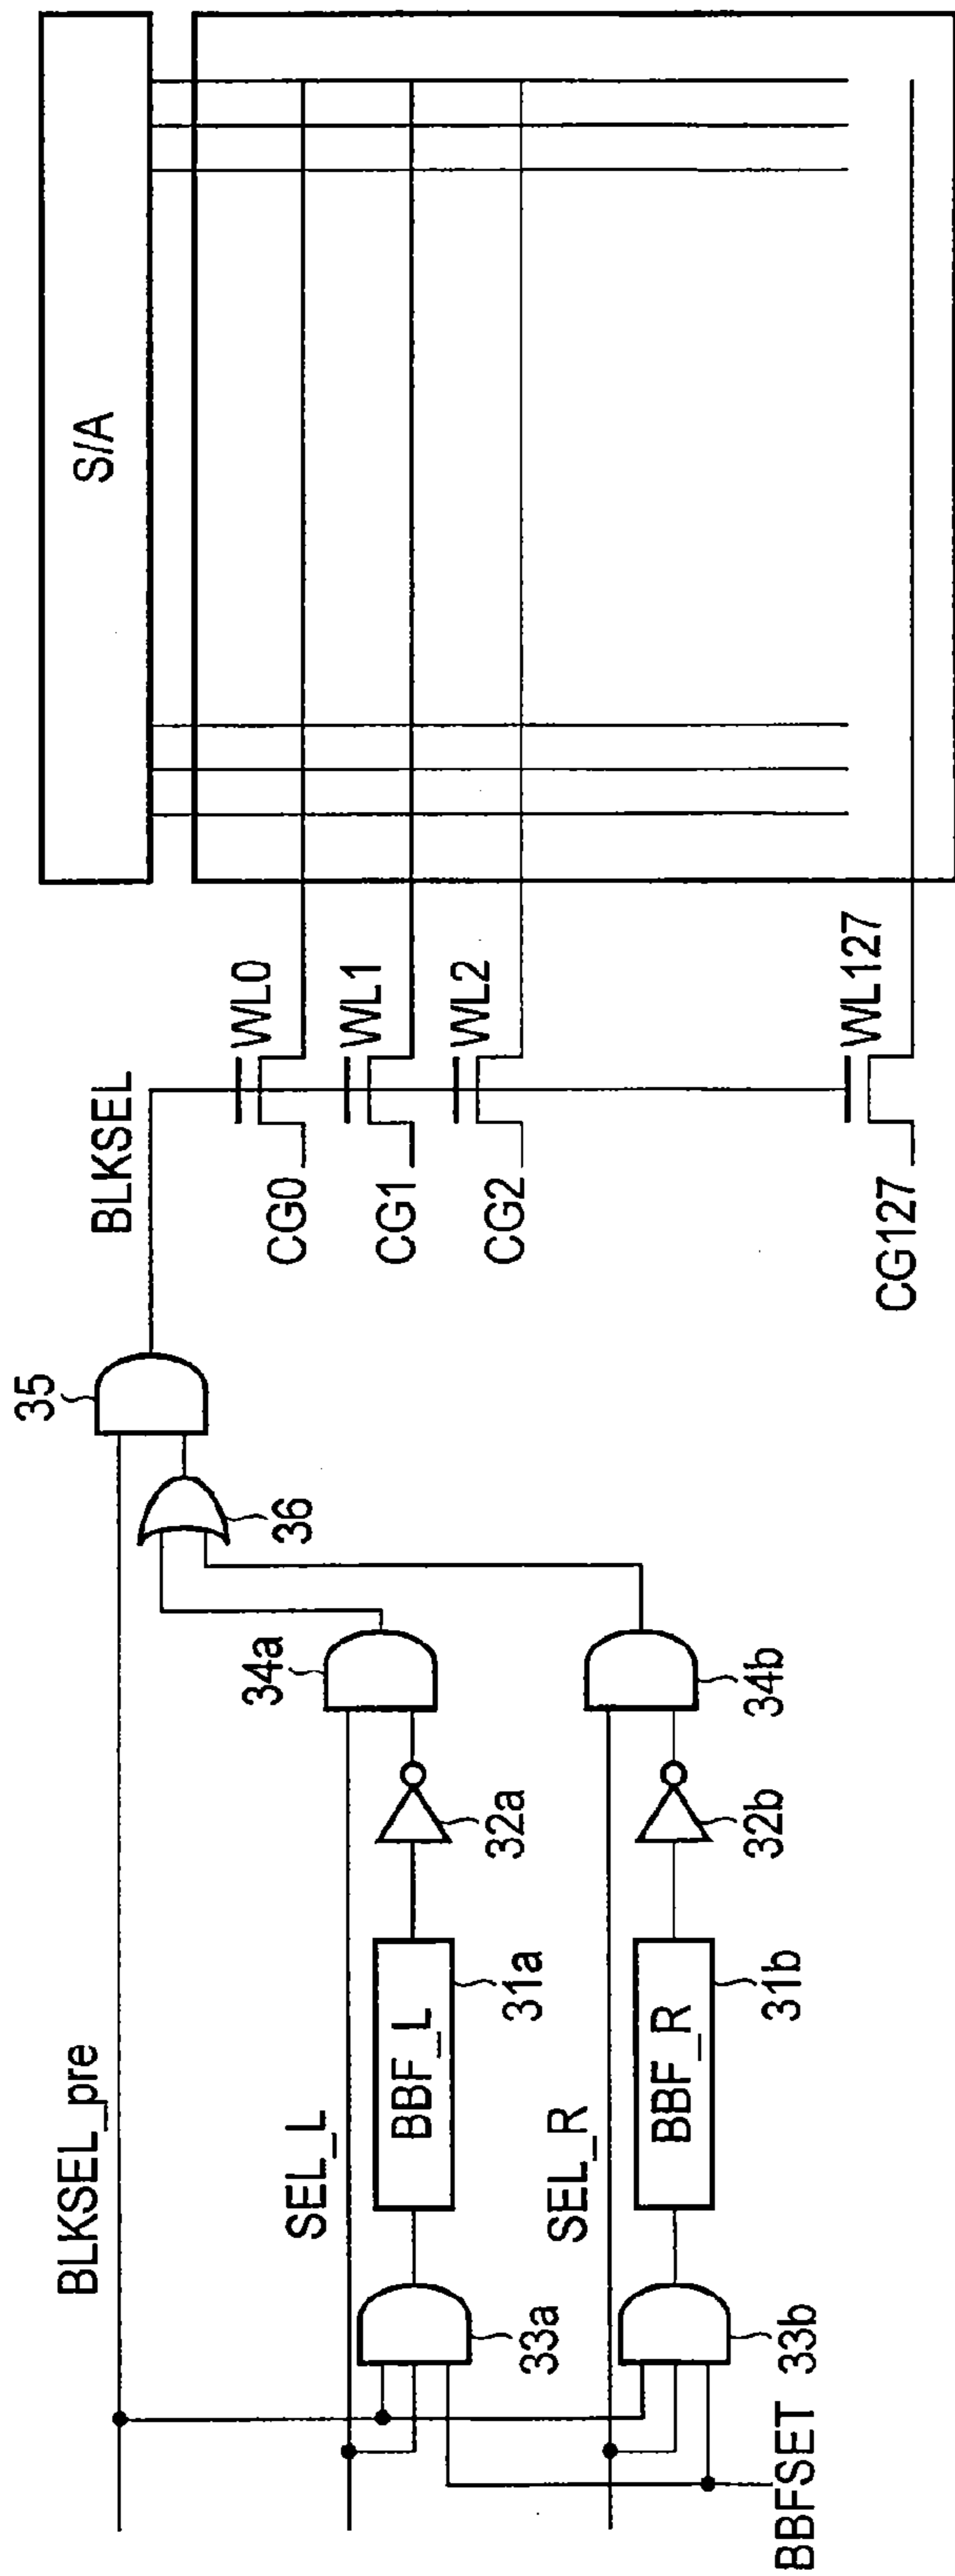 BLKSEL_pre
35
BLKSEL
S/A
36
SEL_L
34a
33a
BBF_L
31a
32a
SEL_R
34b
33b
BBF_R
31b
32b
BBFSET
CG0
WL0
CG1
WL1
CG2
WL2
CG127
WL127